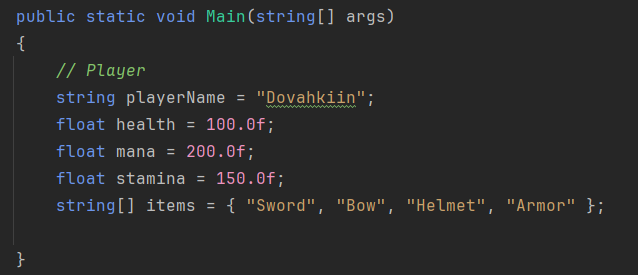 public static void Main(string[] args)
{
// Player
string playerName = "Dovahkiin";
float health = 100.0f;
float mana = 200.0f;
float stamina = 150.0f;
string[] items = { "Sword", "Bow", "Helmet", "Armor" };
}